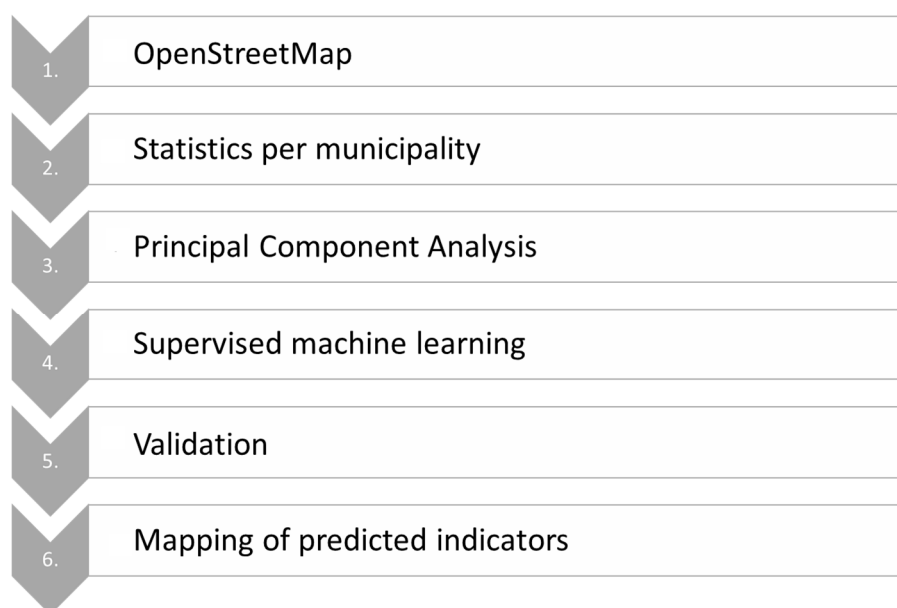 1. OpenStreetMap
2. Statistics per municipality
3. Principal Component Analysis
4. Supervised machine learning
5. Validation
6. Mapping of predicted indicators